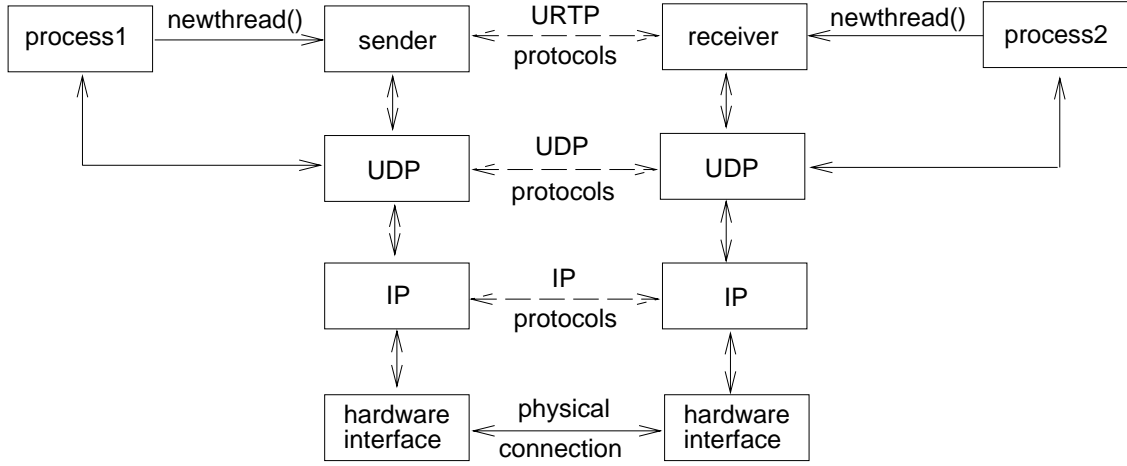 process1
newthread()
sender
URTP
protocols
receiver
newthread()
process2
UDP
UDP
protocols
UDP
IP
IP
protocols
IP
hardware
interface
physical
connection
hardware
interface